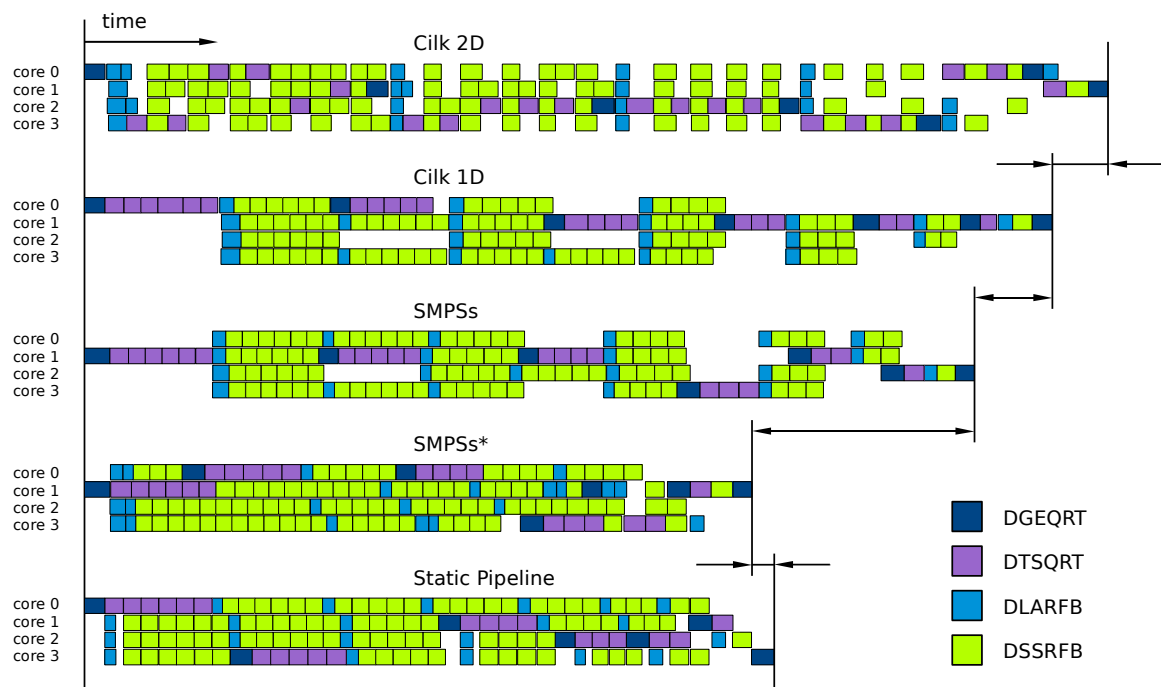 time
Cilk 2D
core 0
core 1
core 2
core 3
Cilk 1D
core 0
core 1
core 2
core 3
SMPSs
core 0
core 1
core 2
core 3
SMPSs*
core 0
core 1
core 2
core 3
Static Pipeline
core 0
core 1
core 2
core 3
DGEQRT
DTSQRT
DLARFB
DSSRFB